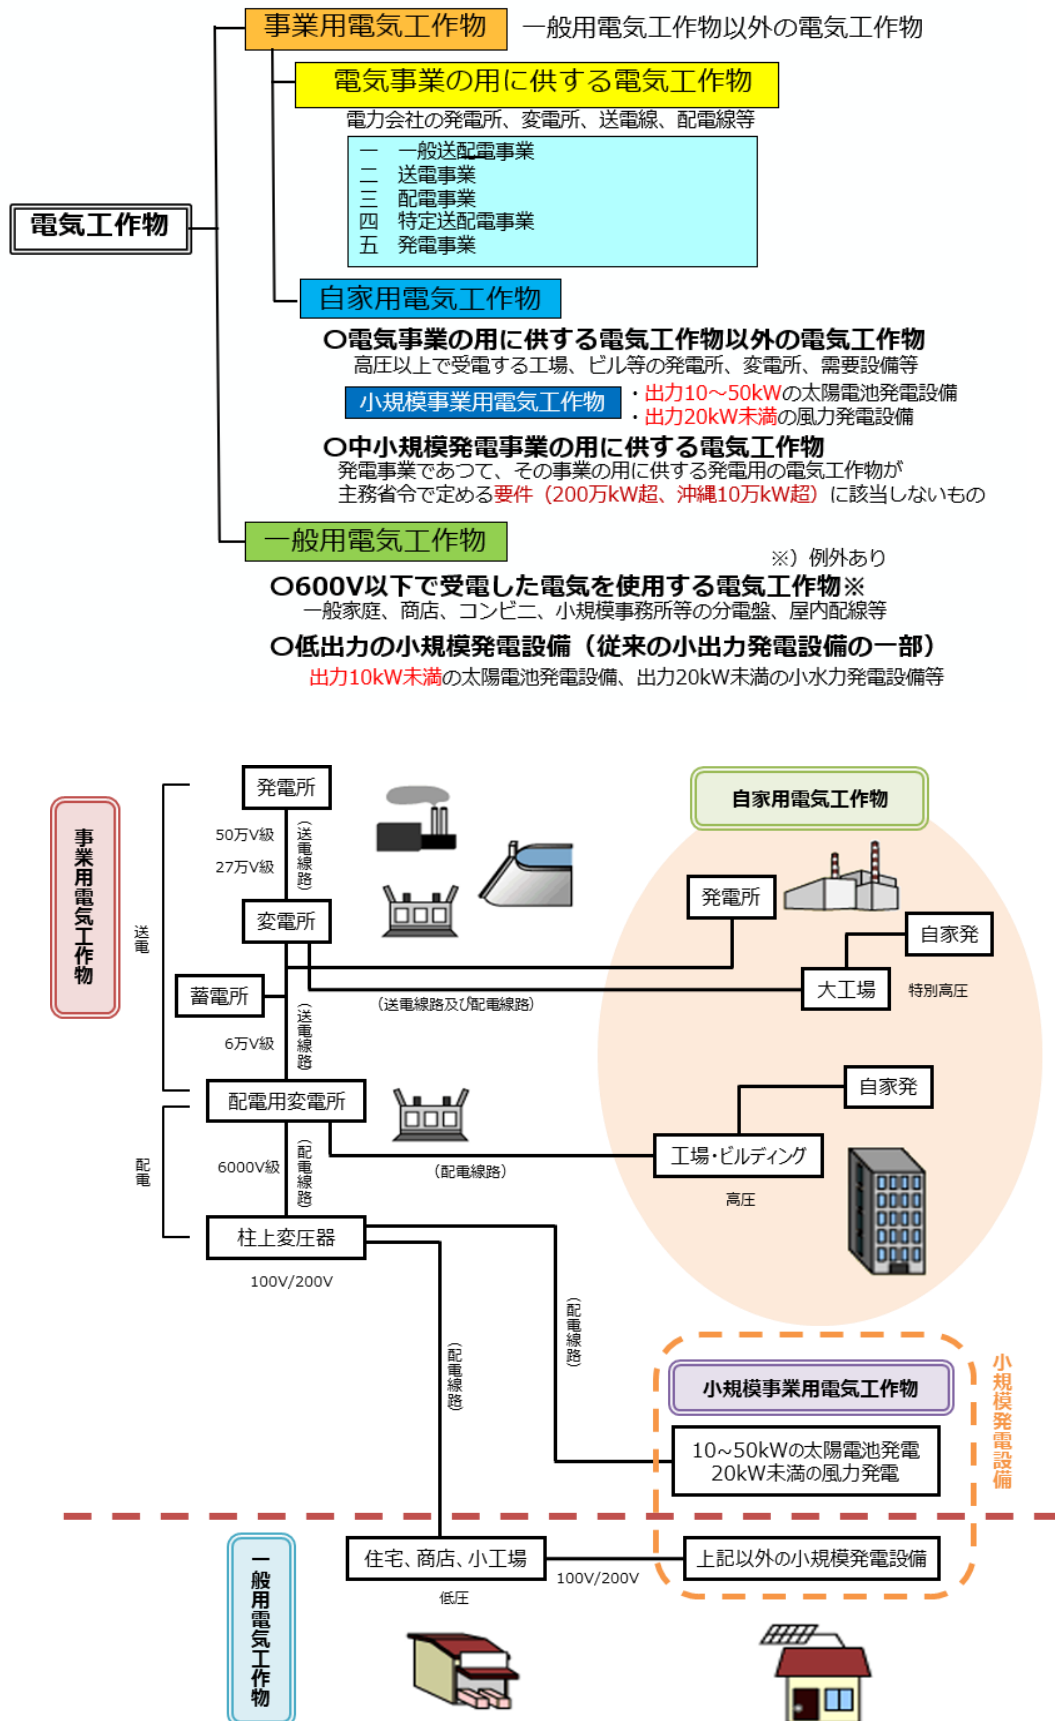 事業用電気工作物 一般用電気工作物以外の電気工作物
電気事業の用に供する電気工作物
電力会社の発電所、変電所、送電線、配電線等
一 一般送配電事業
二 送電事業
三 配電事業
四 特定送配電事業
五 発電事業
電気工作物
自家用電気工作物
〇電気事業の用に供する電気工作物以外の電気工作物
高圧以上で受電する工場、ビル等の発電所、変電所、需要設備等
小規模事業用電気工作物
・出力10～50kWの太陽電池発電設備
・出力20kW未満の風力発電設備
〇中小規模発電事業の用に供する電気工作物
発電事業であつて、その事業の用に供する発電用の電気工作物が
主務省令で定める要件（200万kW超、沖縄10万kW超）に該当しないもの
一般用電気工作物
※）例外あり
〇600V以下で受電した電気を使用する電気工作物※
一般家庭、商店、コンビニ、小規模事務所等の分電盤、屋内配線等
〇低出力の小規模発電設備（従来の小出力発電設備の一部）
出力10kW未満の太陽電池発電設備、出力20kW未満の小水力発電設備等
事業用電気工作物
送電
配電
発電所
50万V級
27万V級
（送電線路）
変電所
蓄電所
（送電線路及び配電線路）
6万V級
（送電線路）
配電用変電所
6000V級
（配電線路）
（配電線路）
柱上変圧器
100V/200V
自家用電気工作物
発電所
自家発
大工場
特別高圧
自家発
工場・ビルディング
高圧
（配電線路）
（配電線路）
小規模事業用電気工作物
小規模発電設備
10~50kWの太陽電池発電
20kW未満の風力発電
一般用電気工作物
住宅、商店、小工場
低圧
100V/200V
上記以外の小規模発電設備